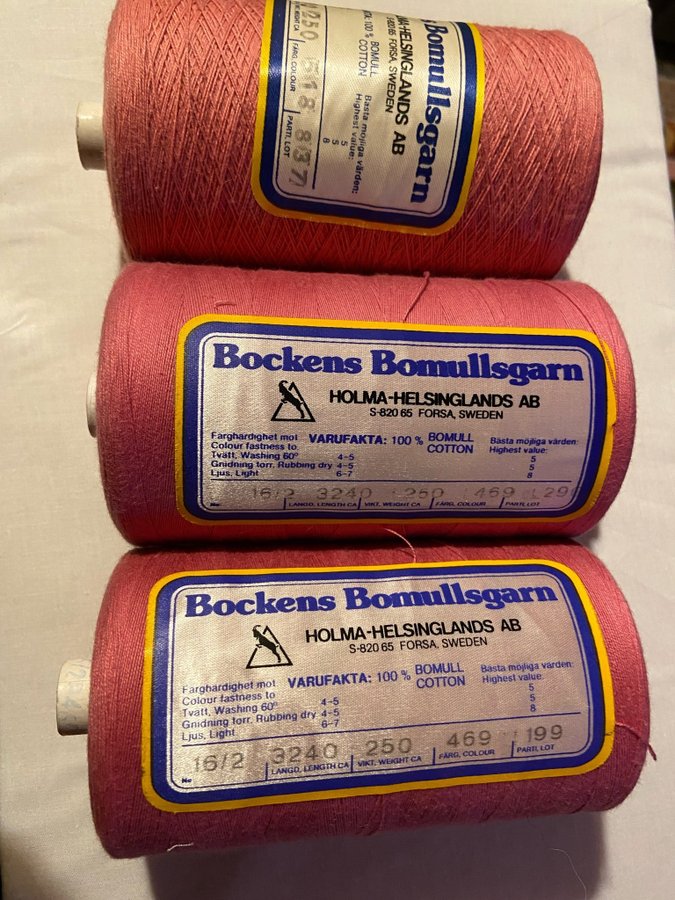 Bomullsgarn
HOLMA-HELSINGLANDS AB
S-820 65 FORSA, SWEDEN
100 % BOMULL
COTTON
Bästa möjliga värden:
Highest value:
5
5
8
250 518 837
VIKT. WEIGHT CA FÄRG. COLOUR PARTI. LOT
Bockens Bomullsgarn
HOLMA-HELSINGLANDS AB
S-820 65 FORSA, SWEDEN
Färghärdighet mot VARUFAKTA: 100 % BOMULL Bästa möjliga värden:
Colour fastness to COTTON Highest value:
Tvätt, Washing 60° 4-5 5
Gnidning torr. Rubbing dry 4-5 5
Ljus, Light 6-7 8
16/2 3240 250 469 29
Ne LÄNGD, LENGTH CA VIKT. WEIGHT CA FÄRG. COLOUR PARTI. LOT
Bockens Bomullsgarn
HOLMA-HELSINGLANDS AB
S-820 65 FORSA, SWEDEN
Färghärdighet mot VARUFAKTA: 100 % BOMULL Bästa möjliga värden:
Colour fastness to COTTON Highest value:
Tvätt, Washing 60° 4-5 5
Gnidning torr. Rubbing dry 4-5 5
Ljus, Light 6-7 8
16/2 3240 250 469 199
Ne LÄNGD, LENGTH CA VIKT. WEIGHT CA FÄRG. COLOUR PARTI. LOT